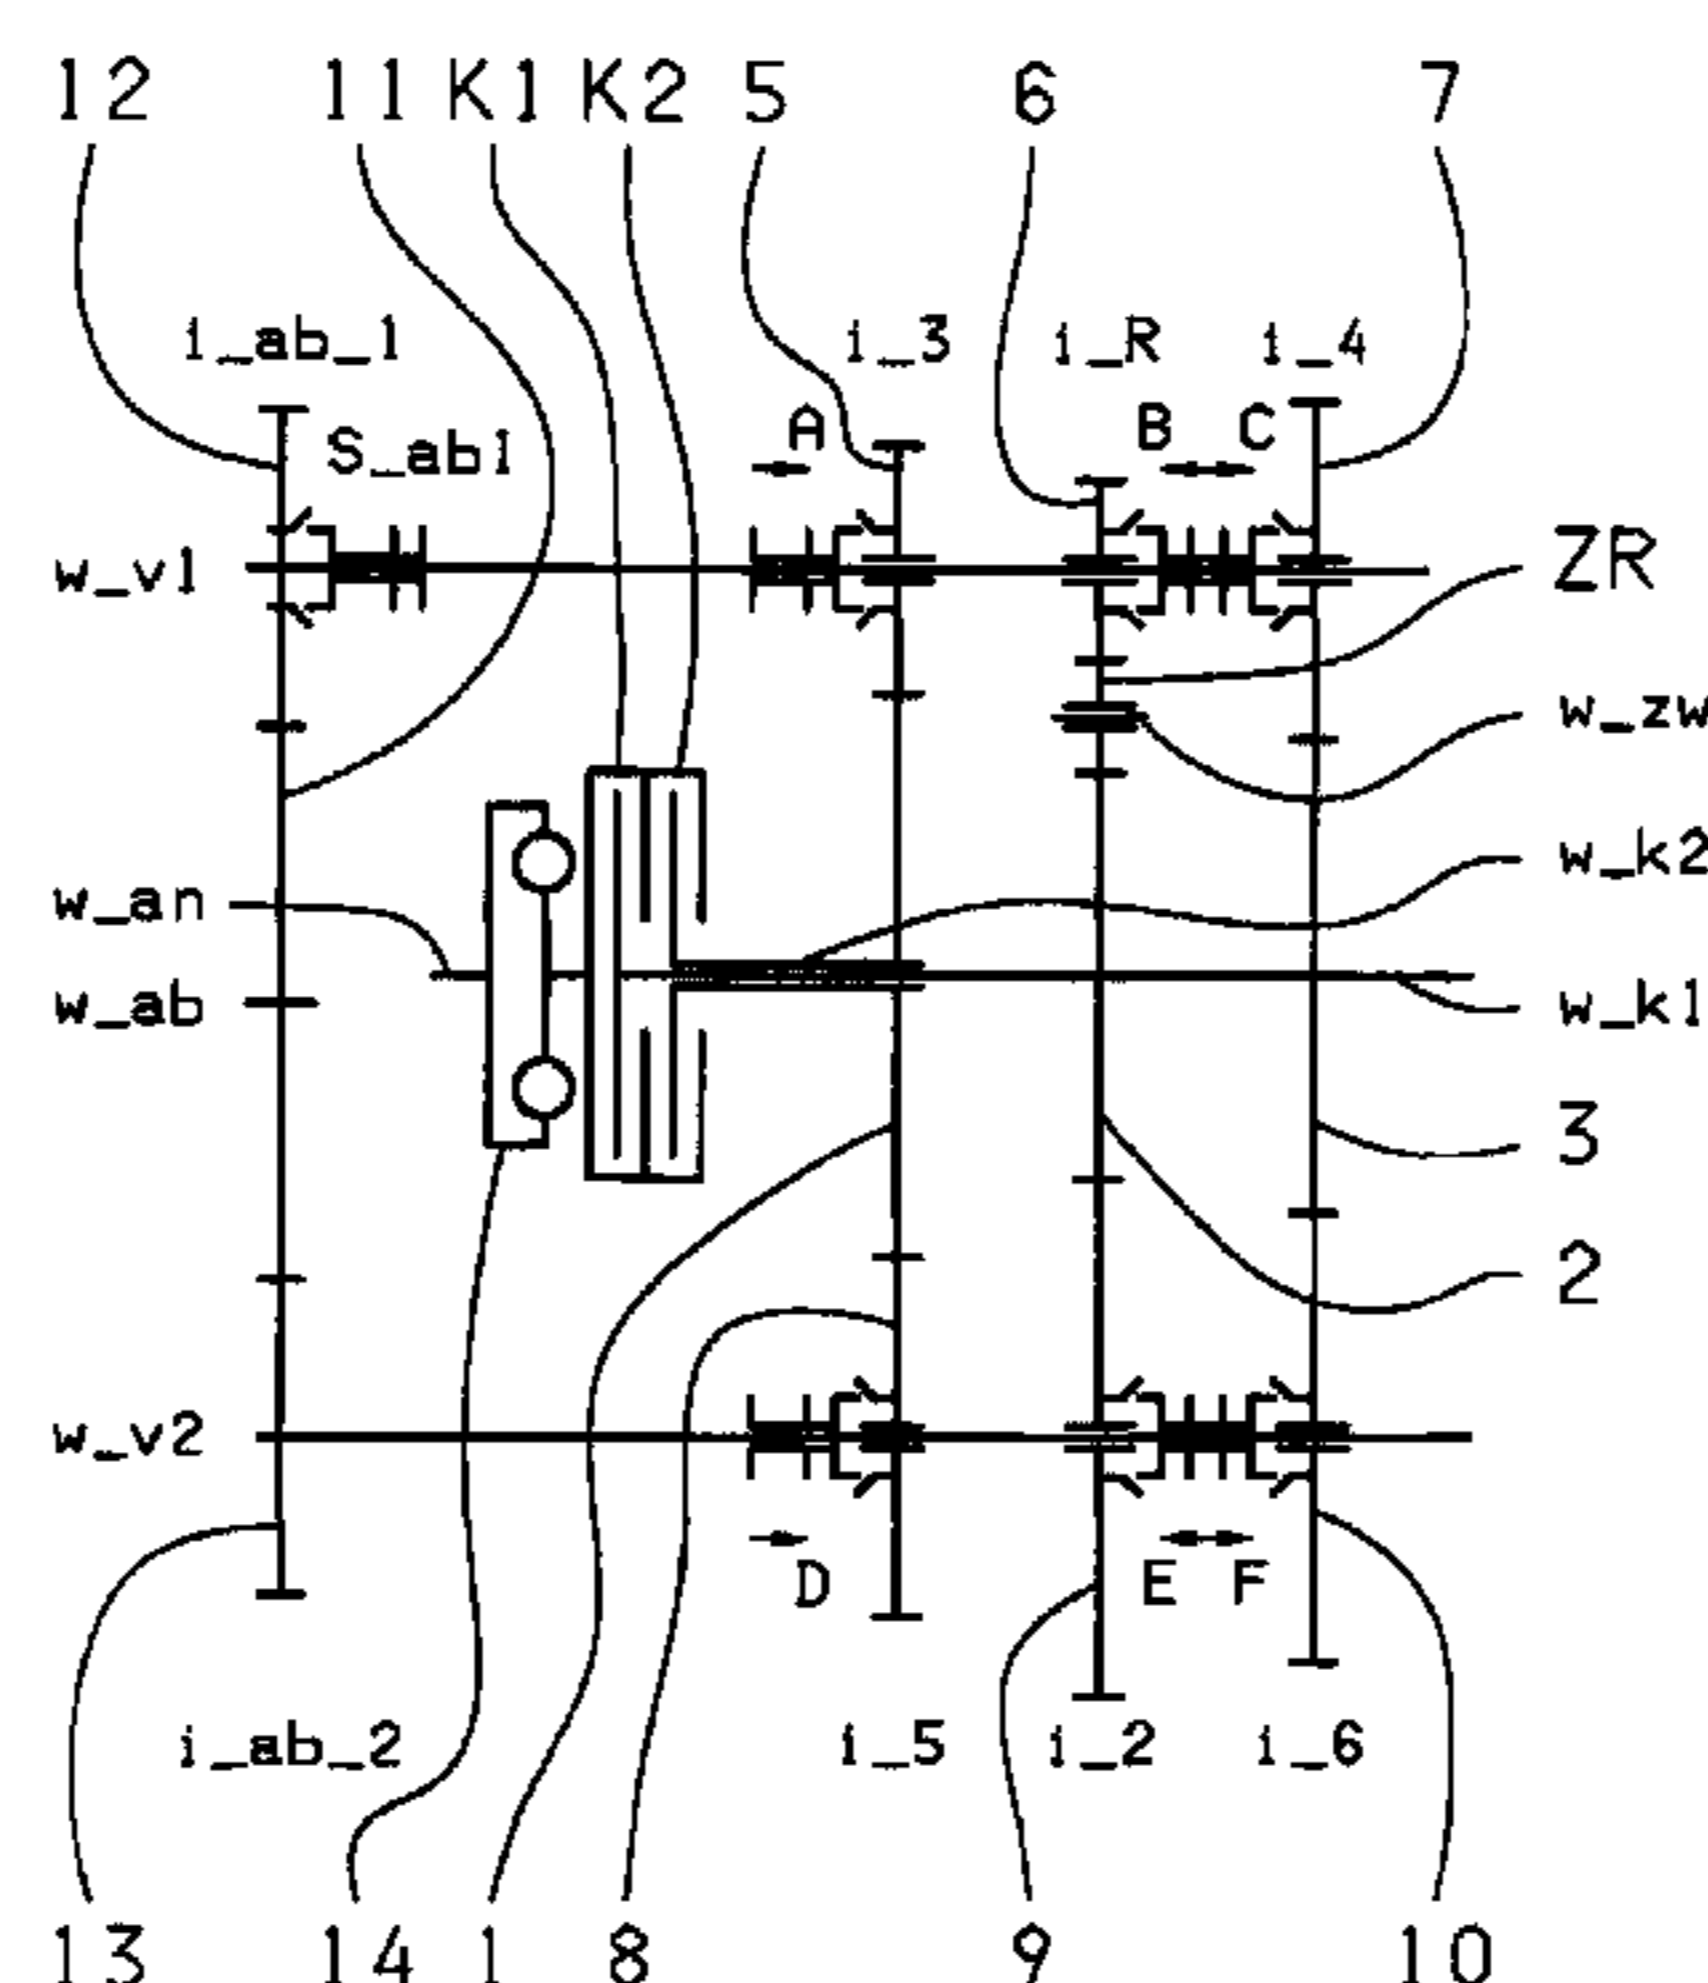 12 11 K1 K2 5 6 7
i_ab_1 i_3 i_R i_4
S_ab1 A B C
w_v1 ZR
w_zw
w_k2
w_an
w_ab w_k1
3
2
w_v2
D E F
i_ab_2 i_5 i_2 i_6
13 14 1 8 9 10